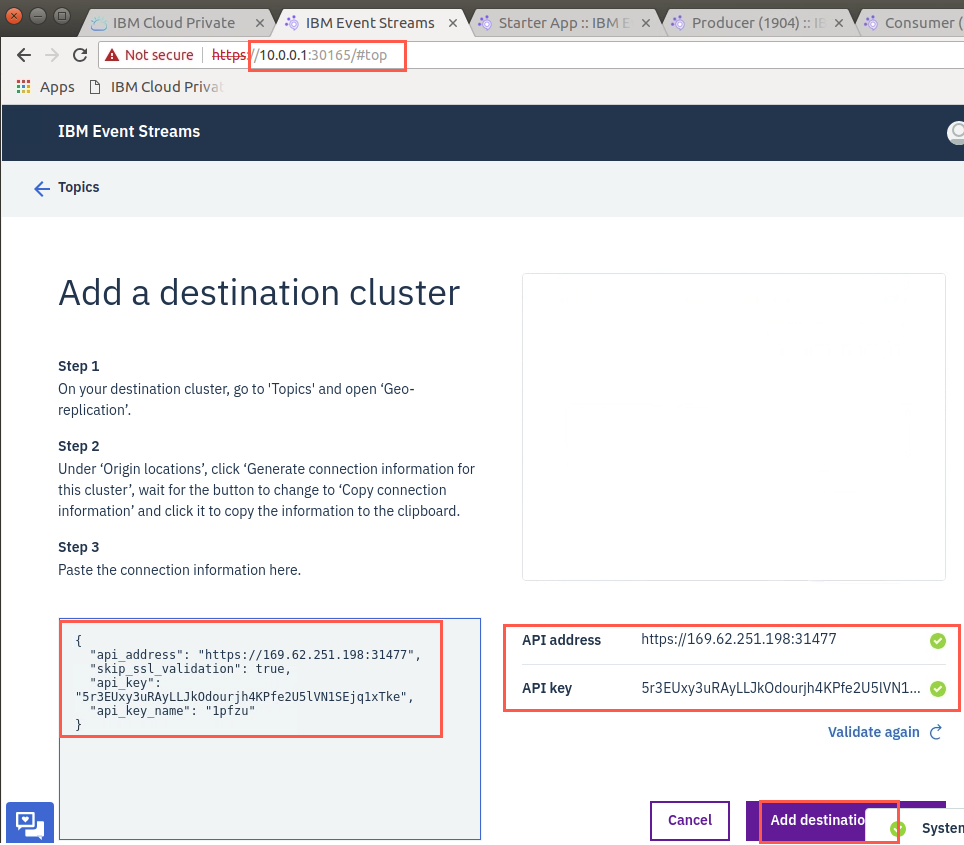 IBM Cloud Private
IBM Event Streams
Starter App :: IBM E
Producer (1904) :: IB
Consumer (
Not secure
https://10.0.0.1:30165/#top
Apps
IBM Cloud Privat
IBM Event Streams
Topics
Add a destination cluster
Step 1
On your destination cluster, go to 'Topics' and open ‘Geo-
replication’.
Step 2
Under ‘Origin locations’, click ‘Generate connection information for
this cluster’, wait for the button to change to ‘Copy connection
information’ and click it to copy the information to the clipboard.
Step 3
Paste the connection information here.
{
"api_address": "https://169.62.251.198:31477",
"skip_ssl_validation": true,
"api_key":
"5r3EUxy3uRAyLLJkOdourjh4KPfe2U5lVN1SEjq1xTke",
"api_key_name": "1pfzu"
}
API address
https://169.62.251.198:31477
API key
5r3EUxy3uRAyLLJkOdourjh4KPfe2U5lVN1...
Validate again
Cancel
Add destinatio
System